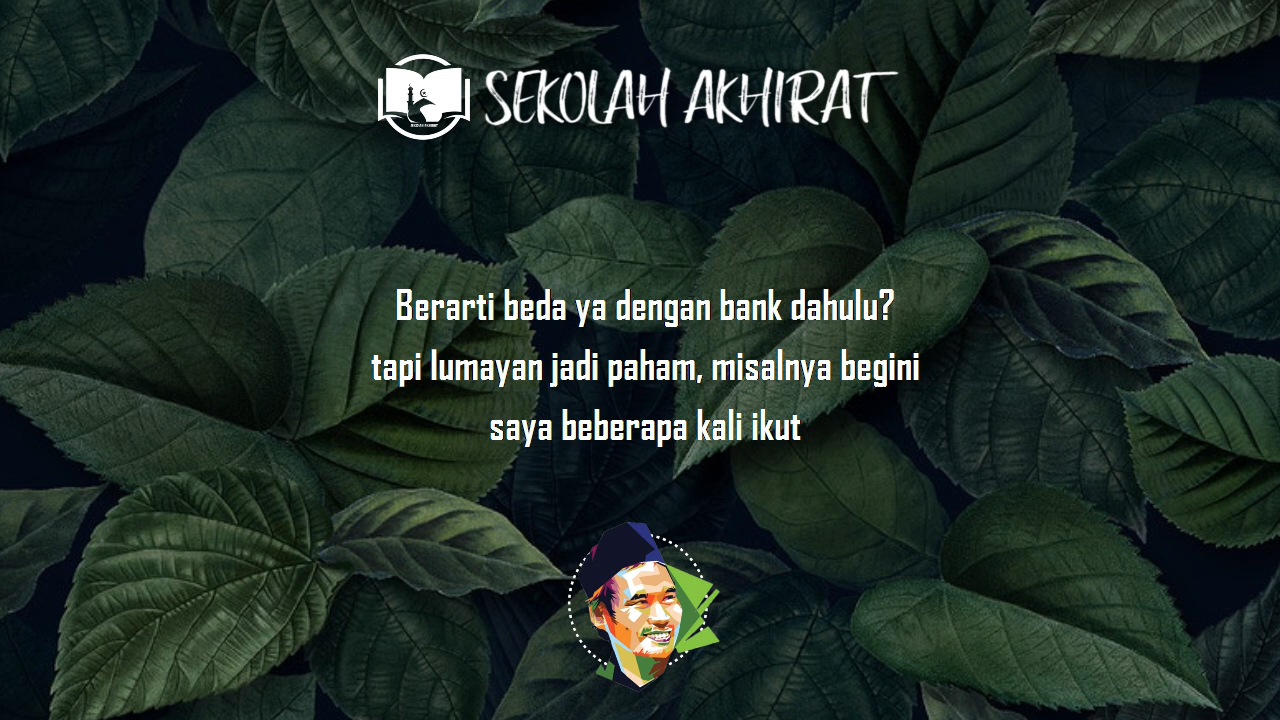 SEKOLAH AKHIRAT
Berarti beda ya dengan bank dahulu?
tapi lumayan jadi paham, misalnya begini
saya beberapa kali ikut